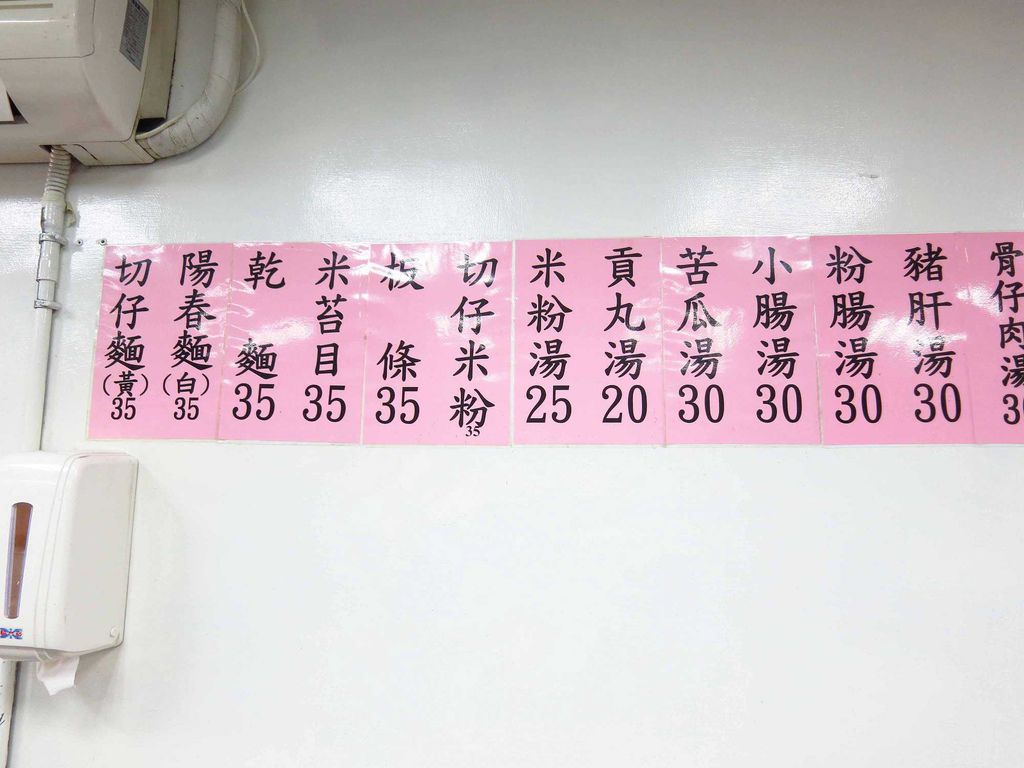 切仔麵(黃)35
陽春麵(白)35
乾麵35
米苔目35
板條35
切仔米粉35
米粉湯25
貢丸湯20
苦瓜湯30
小腸湯30
粉腸湯30
豬肝湯30
骨仔肉湯